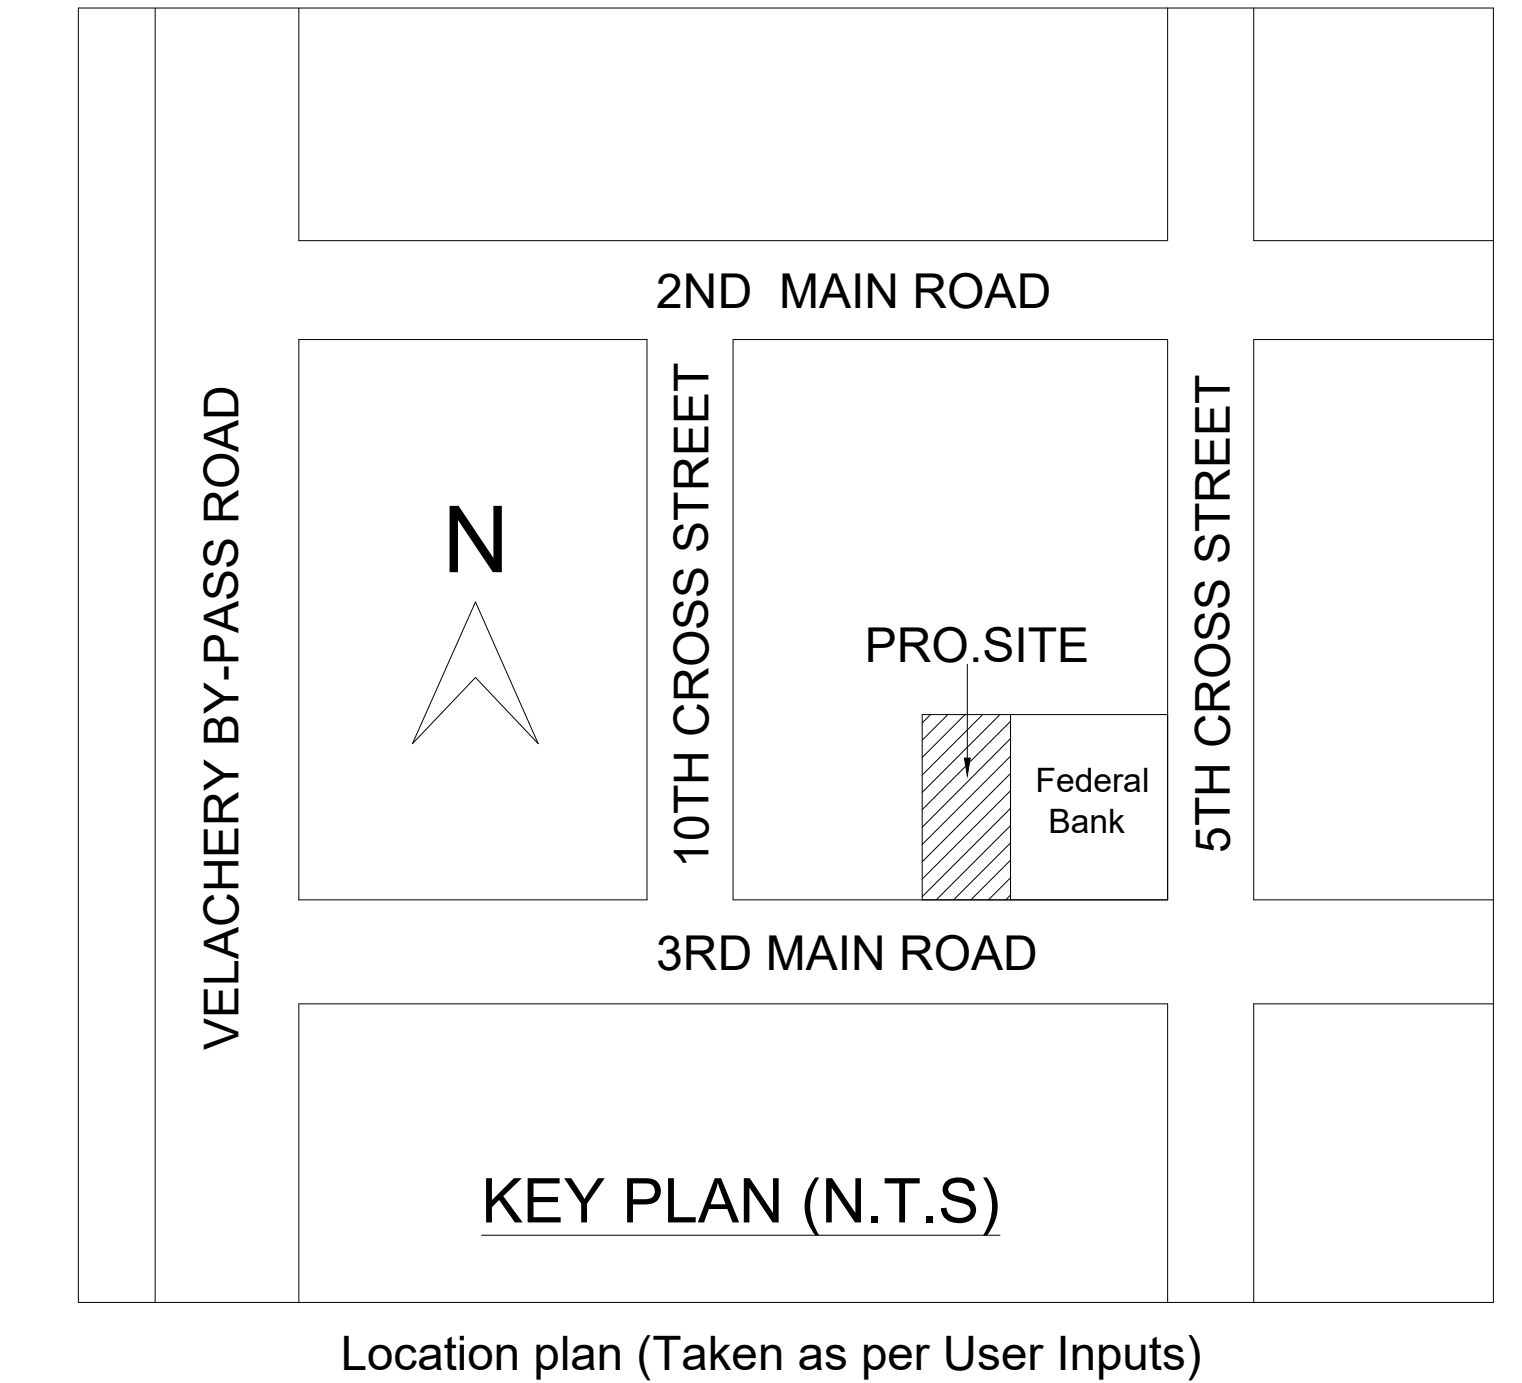 2ND MAIN ROAD
VELACHERY BY-PASS ROAD
10TH CROSS STREET
5TH CROSS STREET
N
PRO.SITE
Federal
Bank
3RD MAIN ROAD
KEY PLAN (N.T.S)
Location plan (Taken as per User Inputs)